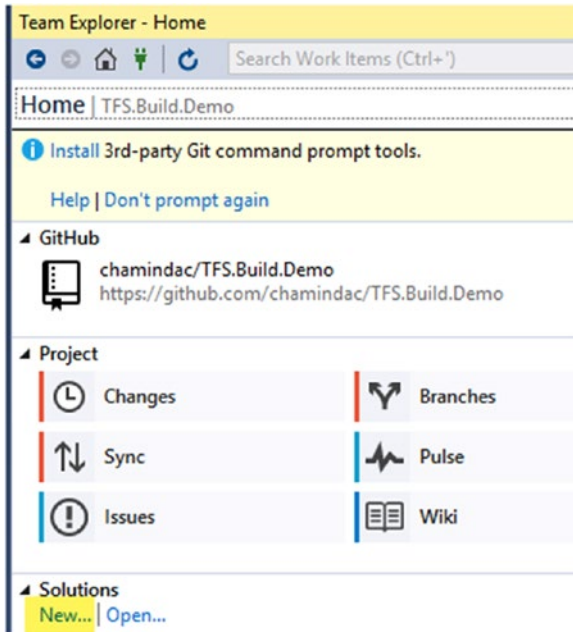 Team Explorer - Home
Search Work Items (Ctrl+')
Home | TFS.Build.Demo
Install 3rd-party Git command prompt tools.
Help | Don't prompt again
GitHub
chamindac/TFS.Build.Demo
https://github.com/chamindac/TFS.Build.Demo
Project
Changes Branches
Sync Pulse
Issues Wiki
Solutions
New... | Open...